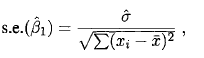 s.e.(β̂₁) = σ̂ / √∑(xᵢ − x̄)² ,